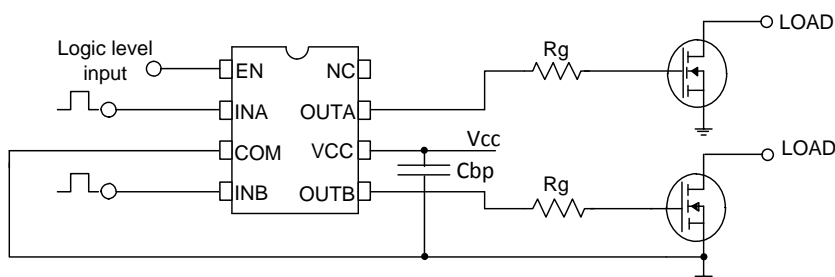 LOAD
Logic level
input
EN
NC
Rg
INA
OUTA
COM
VCC
Vcc
LOAD
Cbp
Rg
INB
OUTB